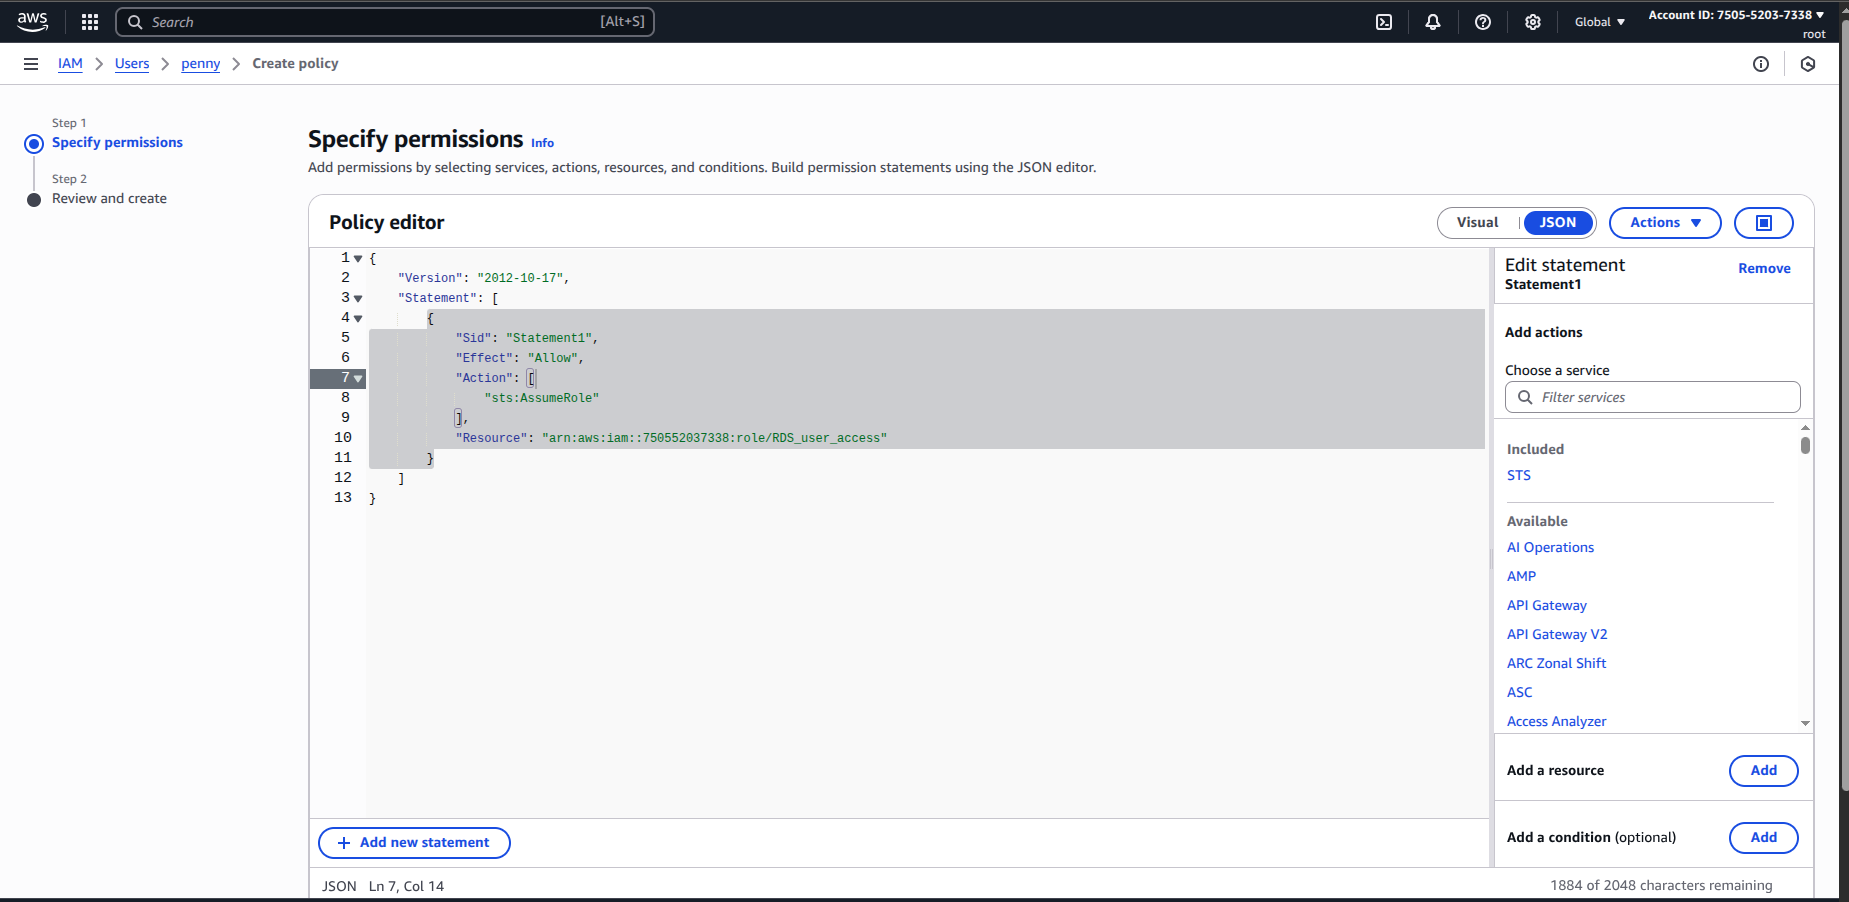 aws
Search [Alt+S]
Global
Account ID: 7505-5203-7338
root
IAM > Users > penny > Create policy
Step 1
Specify permissions
Step 2
Review and create
Specify permissions Info
Add permissions by selecting services, actions, resources, and conditions. Build permission statements using the JSON editor.
Policy editor
Visual | JSON
Actions
1 {
2 "Version": "2012-10-17",
3 "Statement": [
4 {
5 "Sid": "Statement1",
6 "Effect": "Allow",
7 "Action": [
8 "sts:AssumeRole"
9 ],
10 "Resource": "arn:aws:iam::750552037338:role/RDS_user_access"
11 }
12 ]
13 }
+ Add new statement
JSON Ln 7, Col 14
Edit statement
Remove
Statement1
Add actions
Choose a service
Filter services
Included
STS
Available
AI Operations
AMP
API Gateway
API Gateway V2
ARC Zonal Shift
ASC
Access Analyzer
Add a resource
Add
Add a condition (optional)
Add
1884 of 2048 characters remaining